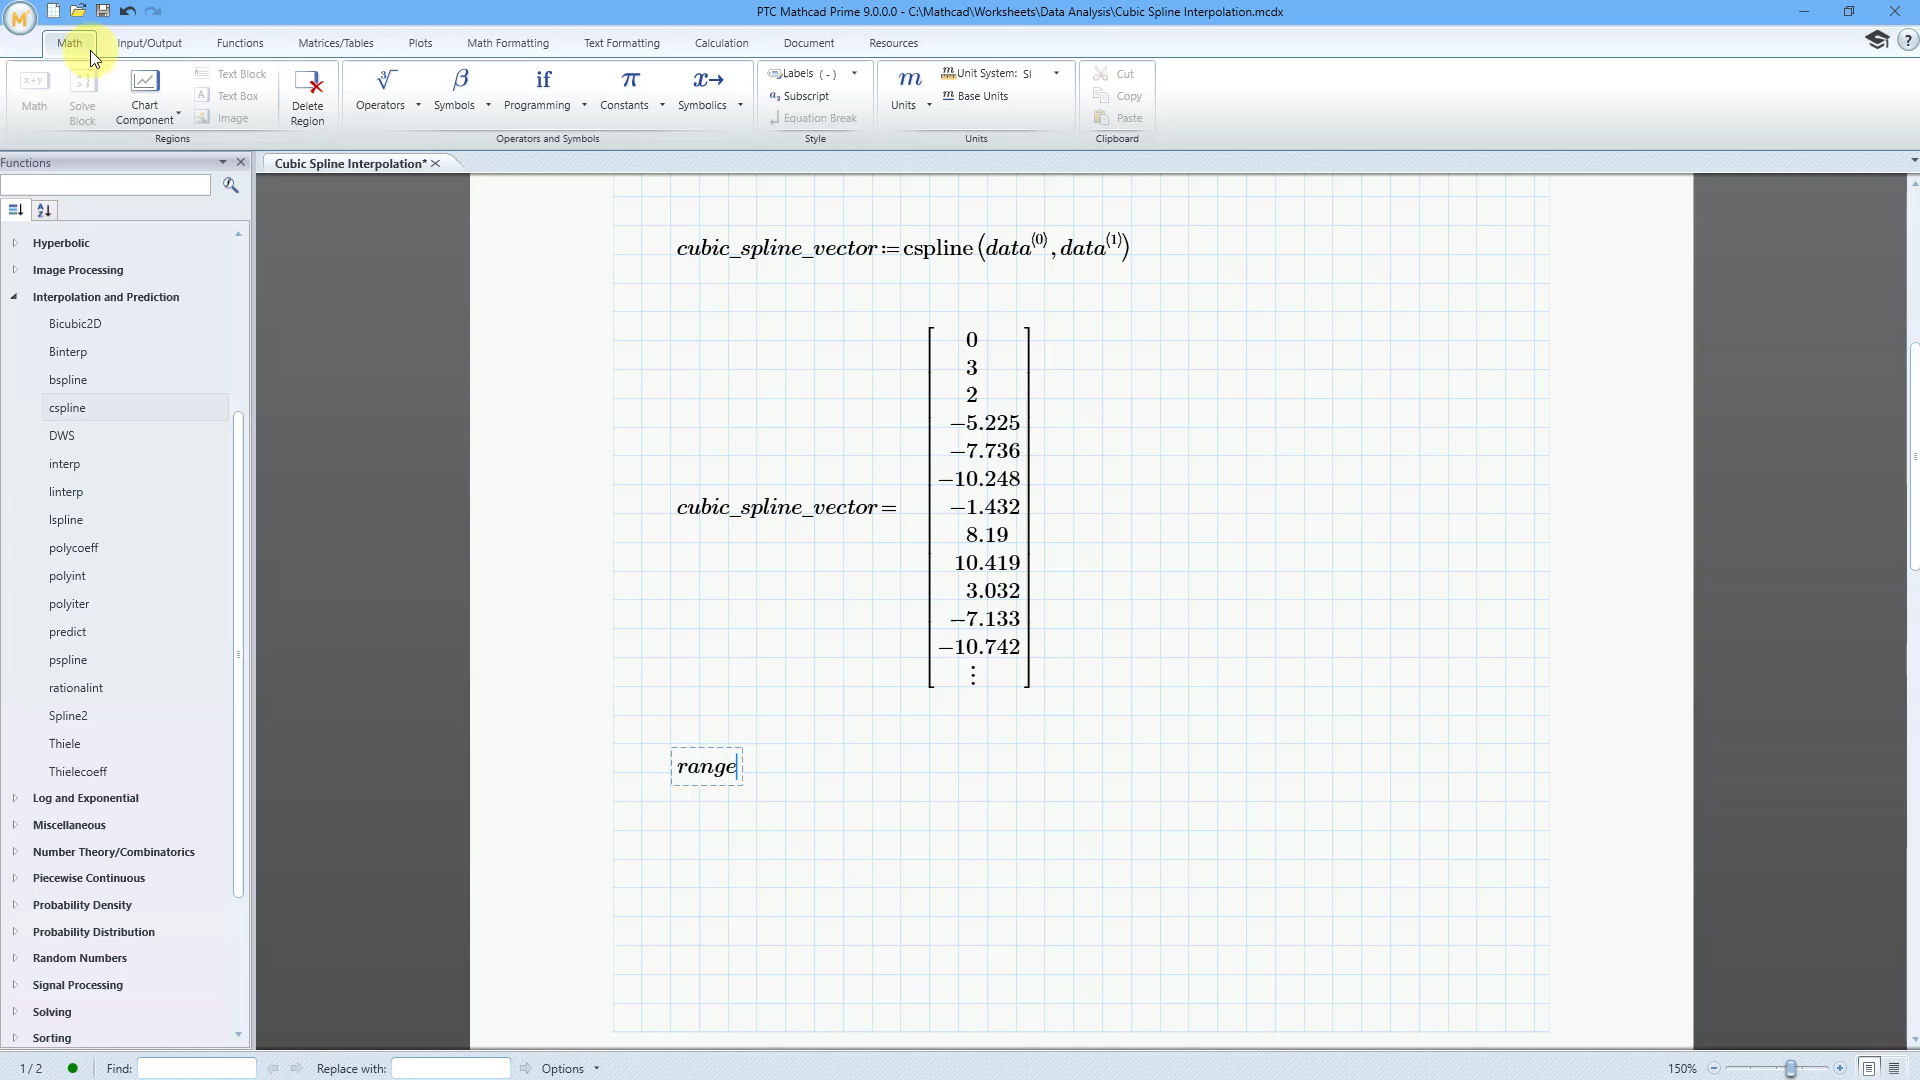 PTC Mathcad Prime 9.0.0.0 - C:\Mathcad\Worksheets\Data Analysis\Cubic Spline Interpolation.mcdx
Math Input/Output Functions Matrices/Tables Plots Math Formatting Text Formatting Calculation Document Resources
Math
Solve Block
Chart Component
Text Block
Text Box
Image
Delete Region
Regions
Operators
Symbols
Programming
Constants
Symbolics
Operators and Symbols
Labels ( - )
Subscript
Equation Break
Style
Units
Unit System: SI
Base Units
Units
Cut
Copy
Paste
Clipboard
Functions
Cubic Spline Interpolation*
Hyperbolic
Image Processing
Interpolation and Prediction
Bicubic2D
Binterp
bspline
cspline
DWS
interp
linterp
lspline
polycoeff
polyint
polyiter
predict
pspline
rationalint
Spline2
Thiele
Thielecoeff
Log and Exponential
Miscellaneous
Number Theory/Combinatorics
Piecewise Continuous
Probability Density
Probability Distribution
Random Numbers
Signal Processing
Solving
Sorting
cubic_spline_vector:=cspline(data⟨0⟩, data⟨1⟩)
cubic_spline_vector=
0
3
2
−5.225
−7.736
−10.248
−1.432
8.19
10.419
3.032
−7.133
−10.742
⋮
range
1 / 2 Find: Replace with: Options 150%